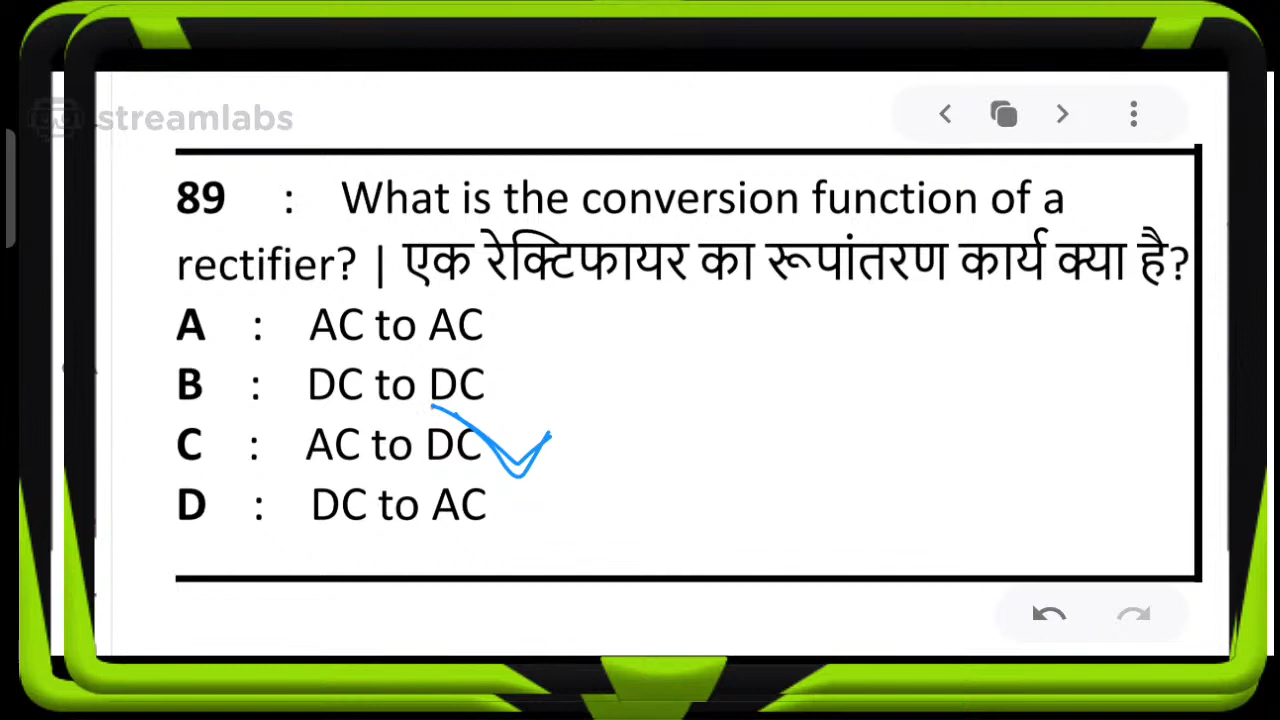 streamlabs
89 : What is the conversion function of a
rectifier? | एक रेक्टिफायर का रूपांतरण कार्य क्या है?
A : AC to AC
B : DC to DC
C : AC to DC
D : DC to AC